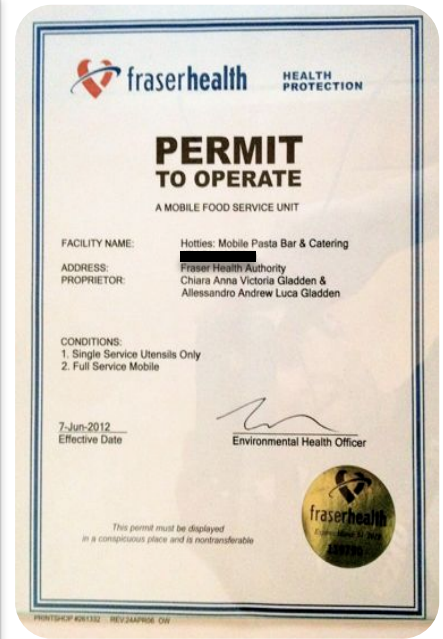 fraserhealth HEALTH PROTECTION
PERMIT
TO OPERATE
A MOBILE FOOD SERVICE UNIT
FACILITY NAME: Hotties: Mobile Pasta Bar & Catering
ADDRESS: Fraser Health Authority
PROPRIETOR: Chiara Anna Victoria Gladden &
Allessandro Andrew Luca Gladden
CONDITIONS:
1. Single Service Utensils Only
2. Full Service Mobile
7-Jun-2012
Effective Date
Environmental Health Officer
fraserhealth
This permit must be displayed
in a conspicuous place and is nontransferable
PRINTSHOP #261332 REV:24APR06 OW